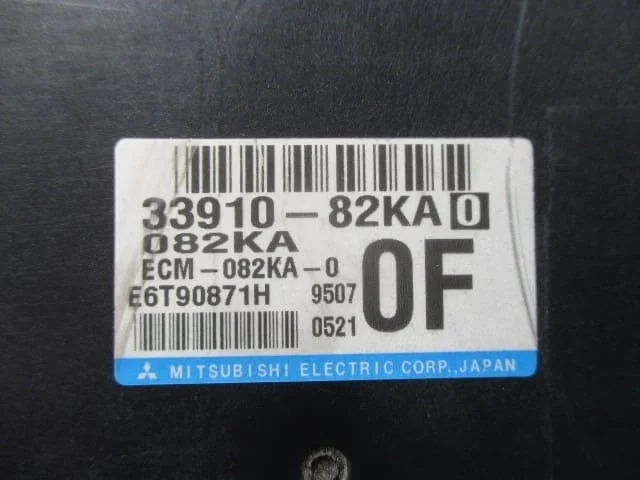 33910-82KA 0
082KA
ECM-082KA-0
E6T90871H 9507
0521
0F
MITSUBISHI ELECTRIC CORP., JAPAN